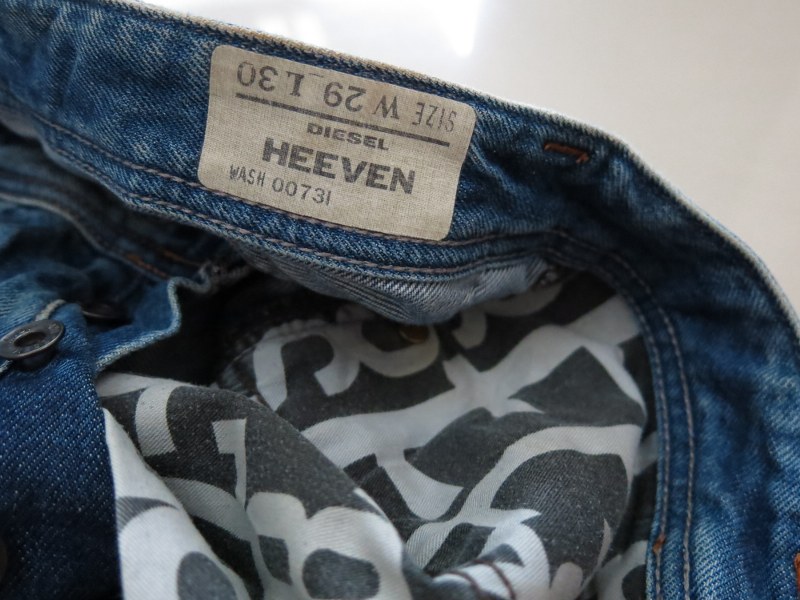 SIZE W 29 L 30
DIESEL
HEEVEN
WASH 00731